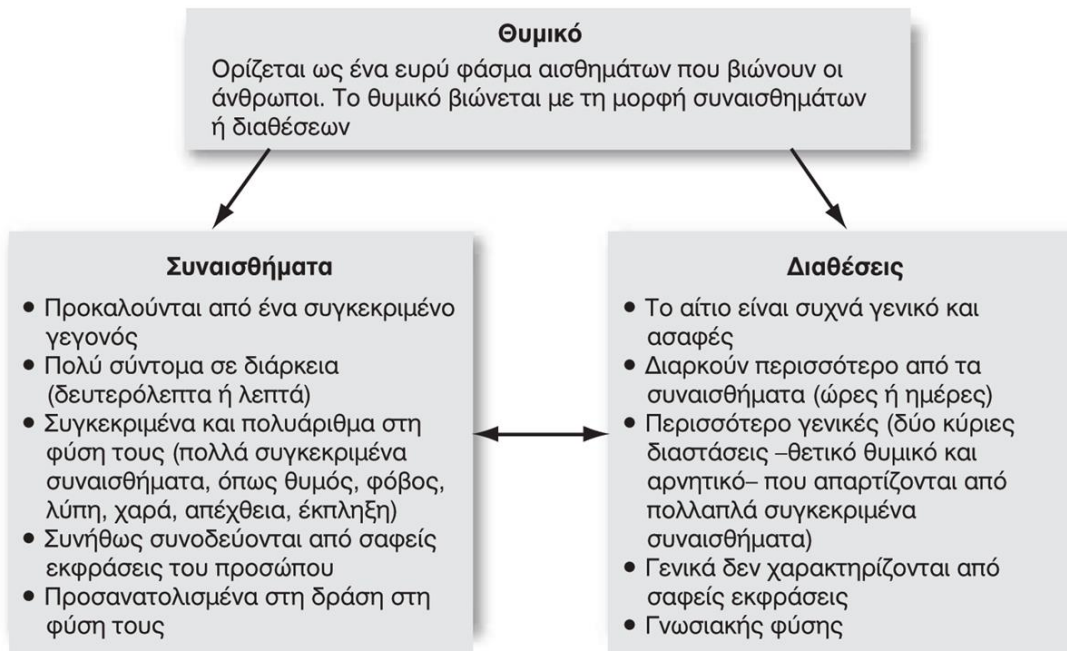 Θυμικό
Ορίζεται ως ένα ευρύ φάσμα αισθημάτων που βιώνουν οι
άνθρωποι. Το θυμικό βιώνεται με τη μορφή συναισθημάτων
ή διαθέσεων
Συναισθήματα
• Προκαλούνται από ένα συγκεκριμένο
γεγονός
• Πολύ σύντομα σε διάρκεια
(δευτερόλεπτα ή λεπτά)
• Συγκεκριμένα και πολυάριθμα στη
φύση τους (πολλά συγκεκριμένα
συναισθήματα, όπως θυμός, φόβος,
λύπη, χαρά, απέχθεια, έκπληξη)
• Συνήθως συνοδεύονται από σαφείς
εκφράσεις του προσώπου
• Προσανατολισμένα στη δράση στη
φύση τους
Διαθέσεις
• Το αίτιο είναι συχνά γενικό και
ασαφές
• Διαρκούν περισσότερο από τα
συναισθήματα (ώρες ή ημέρες)
• Περισσότερο γενικές (δύο κύριες
διαστάσεις –θετικό θυμικό και
αρνητικό– που απαρτίζονται από
πολλαπλά συγκεκριμένα
συναισθήματα)
• Γενικά δεν χαρακτηρίζονται από
σαφείς εκφράσεις
• Γνωσιακής φύσης